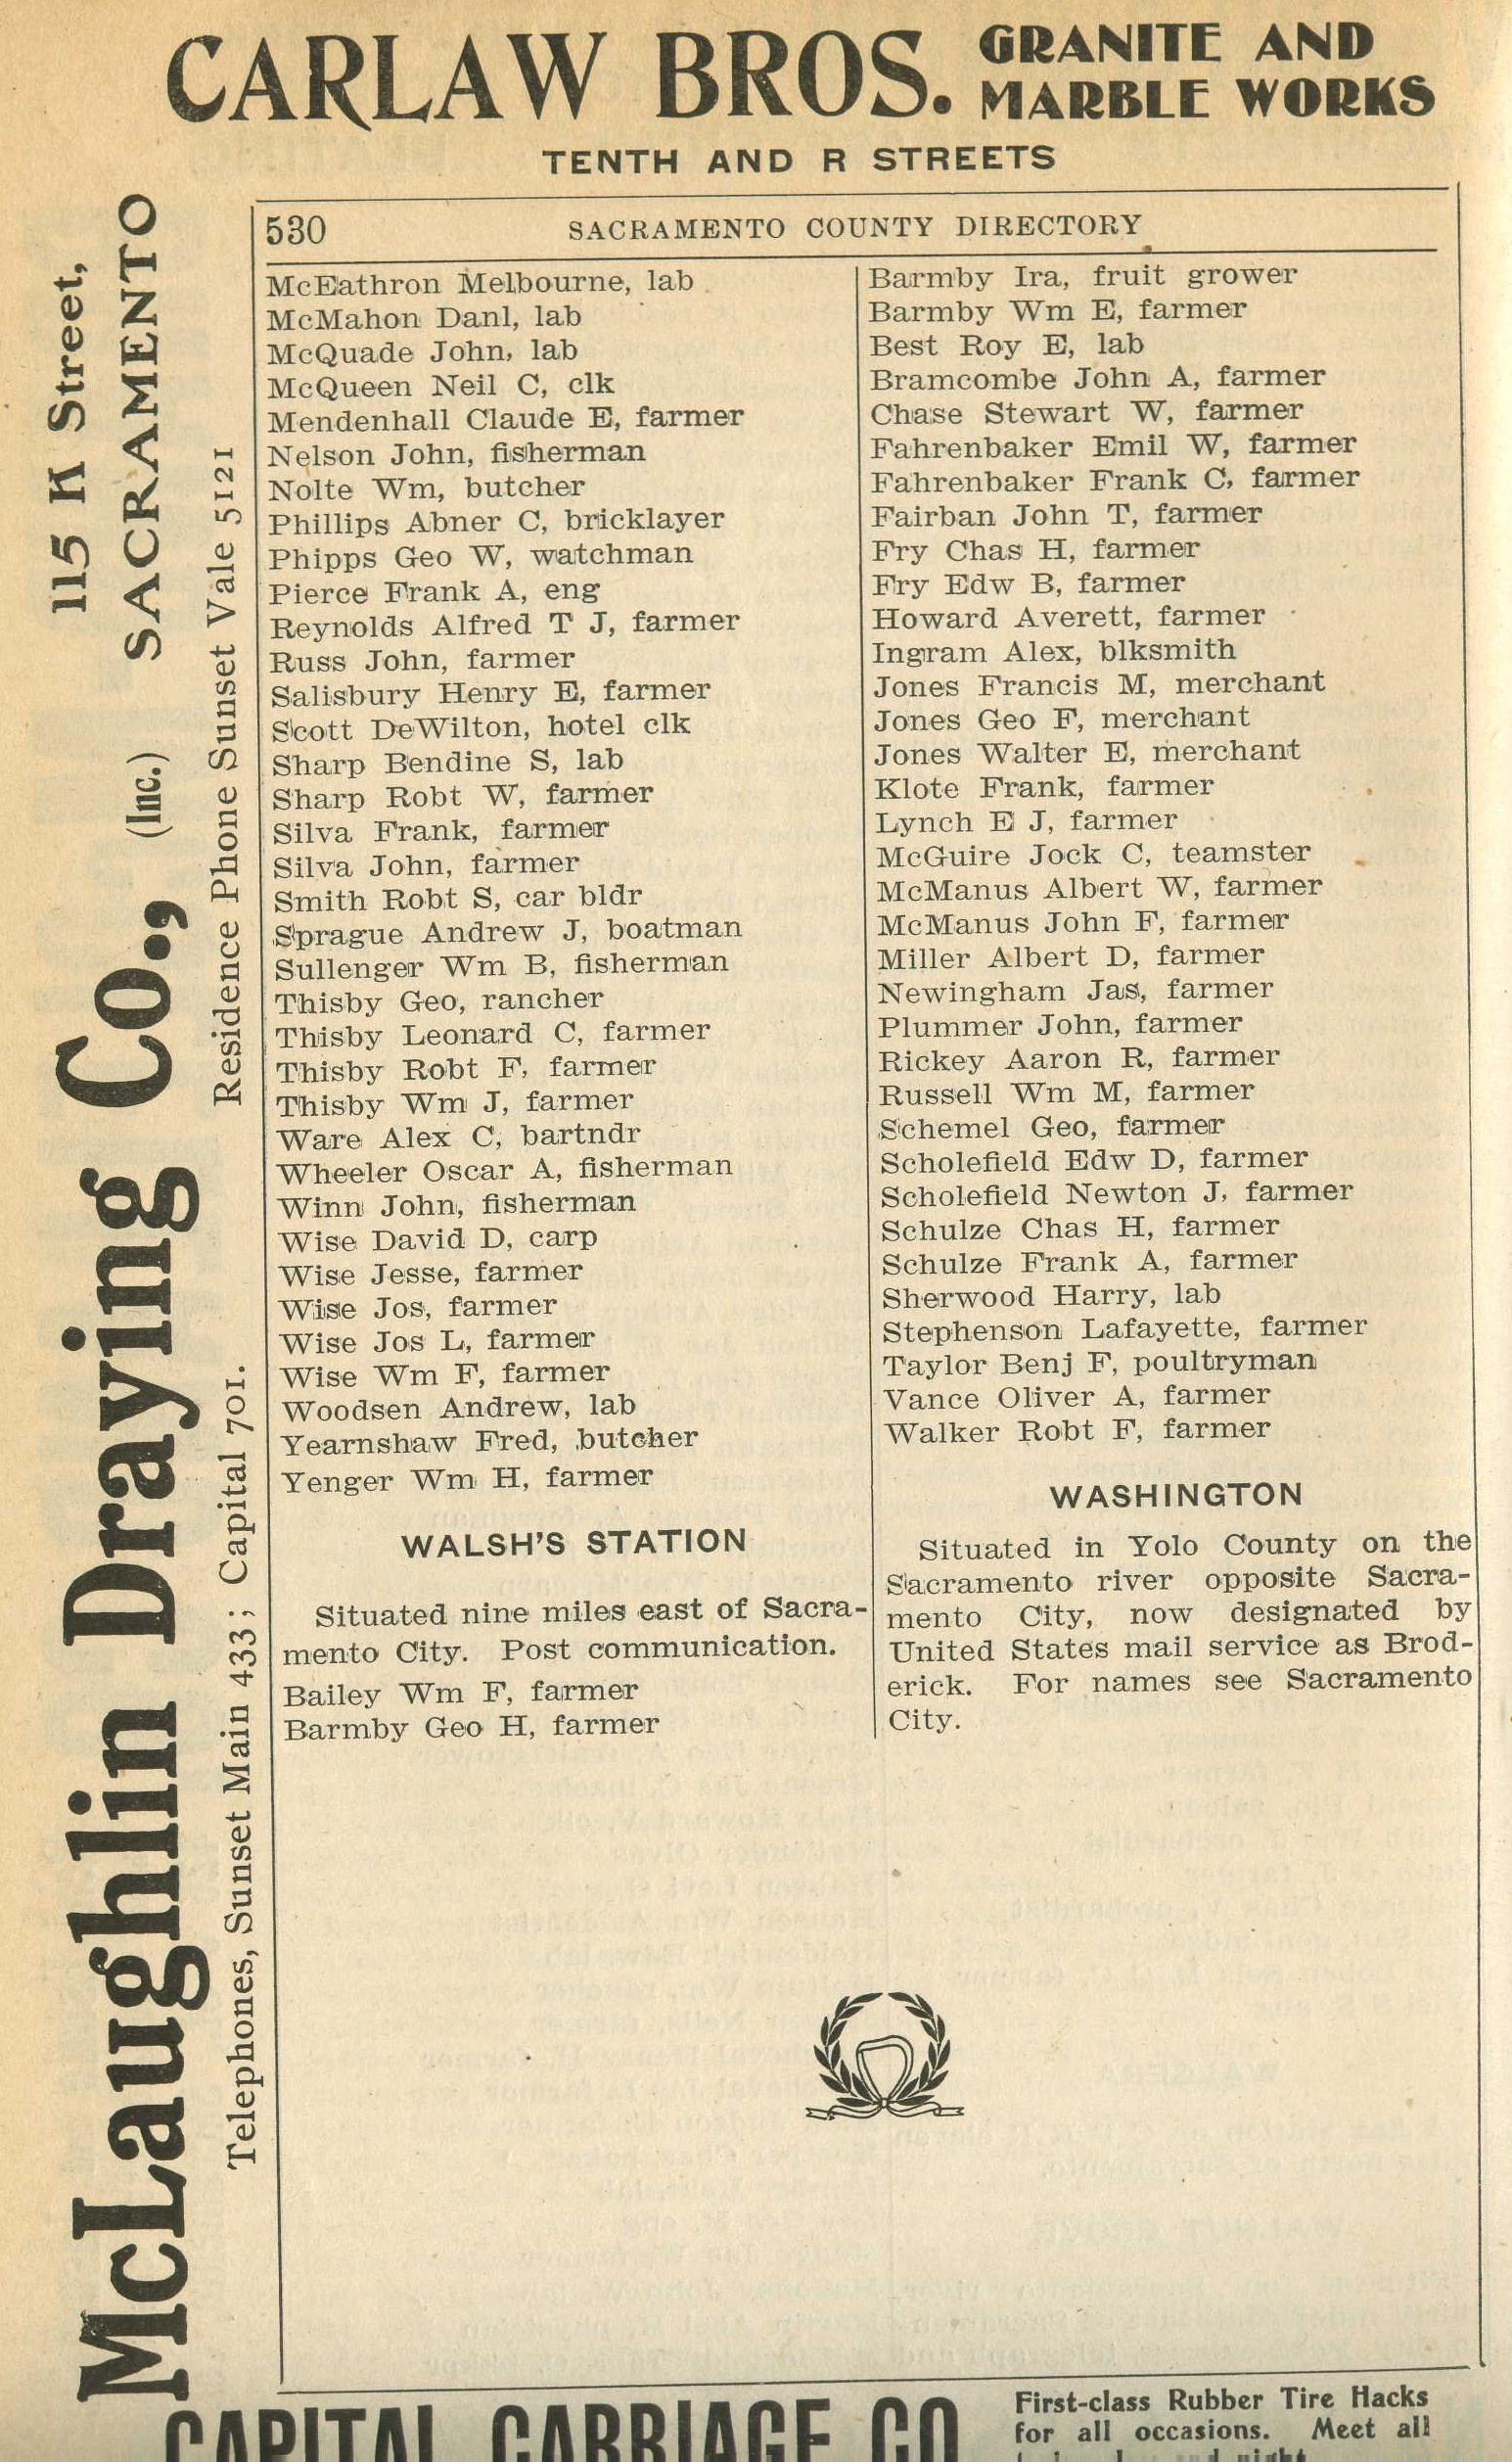 CARLAW BROS. GRANITE AND
MARBLE WORKS
TENTH AND R STREETS
530 SACRAMENTO COUNTY DIRECTORY
McEathron Melbourne, lab
McMahon Danl, lab
McQuade John, lab
McQueen Neil C, clk
Mendenhall Claude E, farmer
Nelson John, fisherman
Nolte Wm, butcher
Phillips Abner C, bricklayer
Phipps Geo W, watchman
Pierce Frank A, eng
Reynolds Alfred T J, farmer
Russ John, farmer
Salisbury Henry E, farmer
Scott DeWilton, hotel clk
Sharp Bendine S, lab
Sharp Robt W, farmer
Silva Frank, farmer
Silva John, farmer
Smith Robt S, car bldr
Sprague Andrew J, boatman
Sullenger Wm B, fisherman
Thisby Geo, rancher
Thisby Leonard C, farmer
Thisby Robt F, farmer
Thisby Wm J, farmer
Ware Alex C, bartndr
Wheeler Oscar A, fisherman
Winn John, fisherman
Wise David D, carp
Wise Jesse, farmer
Wise Jos, farmer
Wise Jos L, farmer
Wise Wm F, farmer
Woodsen Andrew, lab
Yearnshaw Fred, butcher
Yenger Wm H, farmer
WALSH'S STATION
Situated nine miles east of Sacra-
mento City. Post communication.
Bailey Wm F, farmer
Barmby Geo H, farmer
Barmby Ira, fruit grower
Barmby Wm E, farmer
Best Roy E, lab
Bramcombe John A, farmer
Chase Stewart W, farmer
Fahrenbaker Emil W, farmer
Fahrenbaker Frank C, farmer
Fairban John T, farmer
Fry Chas H, farmer
Fry Edw B, farmer
Howard Averett, farmer
Ingram Alex, blksmith
Jones Francis M, merchant
Jones Geo F, merchant
Jones Walter E, merchant
Klote Frank, farmer
Lynch E J, farmer
McGuire Jock C, teamster
McManus Albert W, farmer
McManus John F, farmer
Miller Albert D, farmer
Newingham Jas, farmer
Plummer John, farmer
Rickey Aaron R, farmer
Russell Wm M, farmer
Schemel Geo, farmer
Scholefield Edw D, farmer
Scholefield Newton J, farmer
Schulze Chas H, farmer
Schulze Frank A, farmer
Sherwood Harry, lab
Stephenson Lafayette, farmer
Taylor Benj F, poultryman
Vance Oliver A, farmer
Walker Robt F, farmer
WASHINGTON
Situated in Yolo County on the
Sacramento river opposite Sacra-
mento City, now designated by
United States mail service as Brod-
erick. For names see Sacramento
City.
McLaughlin Draying Co., (Inc.)
115 K Street,
SACRAMENTO
Telephones, Sunset Main 433; Capital 701. Residence Phone Sunset Vale 5121
CAPITAL CARRIAGE CO
First-class Rubber Tire Hacks
for all occasions. Meet all
night